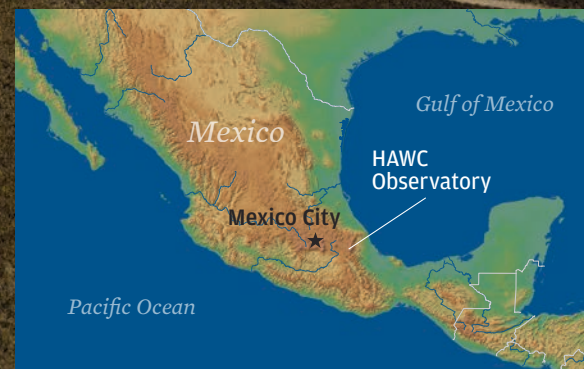 Gulf of Mexico
Mexico
HAWC
Observatory
Mexico City
Pacific Ocean